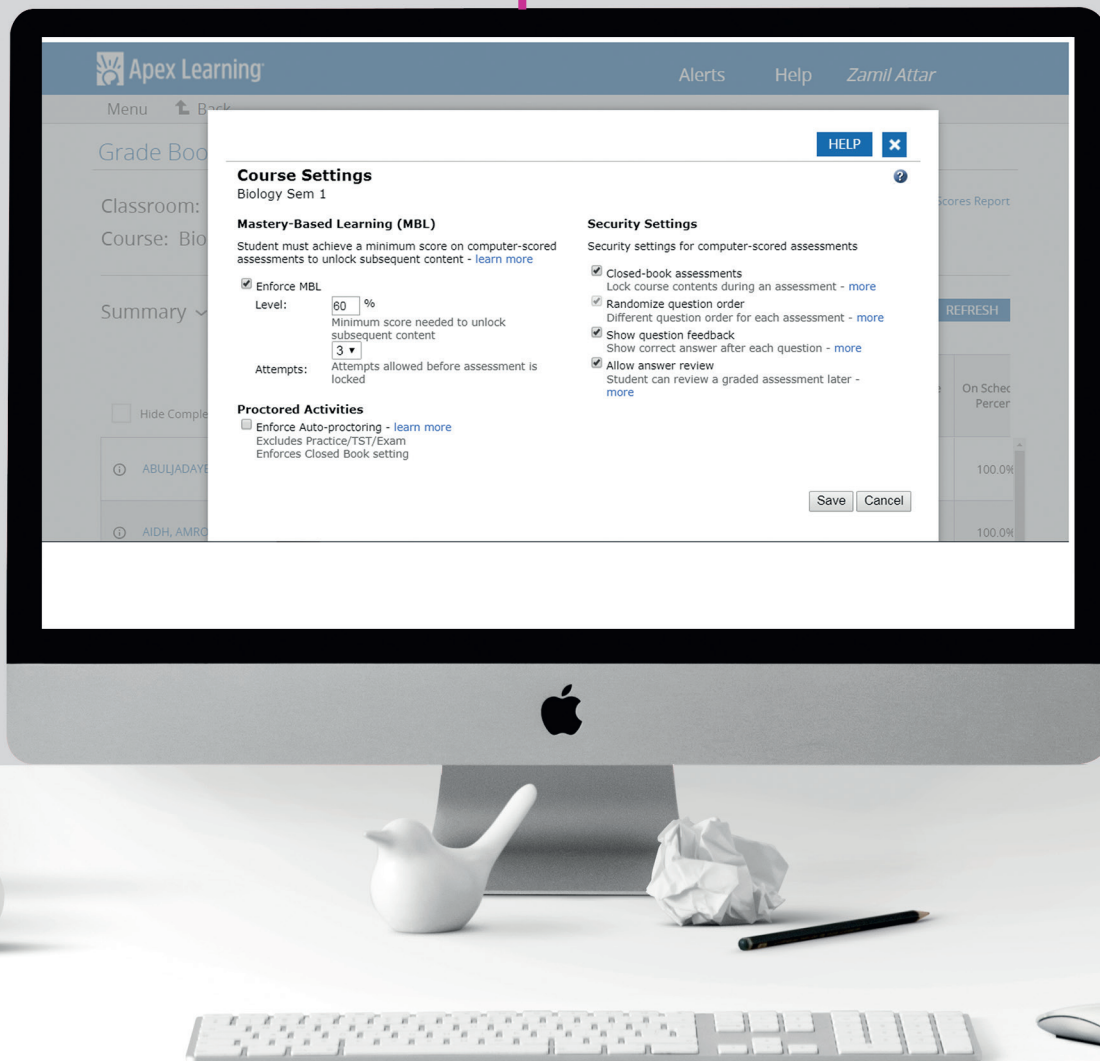 Apex Learning
Alerts Help Zamil Attar
Menu Back
Grade Boo
HELP
Course Settings
Biology Sem 1
Classroom:
Scores Report
Course: Bio
Mastery-Based Learning (MBL)
Student must achieve a minimum score on computer-scored
assessments to unlock subsequent content - learn more
Enforce MBL
Level: 60 %
Minimum score needed to unlock
subsequent content
3
Attempts: Attempts allowed before assessment is
locked
Proctored Activities
Enforce Auto-proctoring - learn more
Excludes Practice/TST/Exam
Enforces Closed Book setting
Security Settings
Security settings for computer-scored assessments
Closed-book assessments
Lock course contents during an assessment - more
Randomize question order
Different question order for each assessment - more
Show question feedback
Show correct answer after each question - more
Allow answer review
Student can review a graded assessment later -
more
Save Cancel
Summary
REFRESH
Hide Comple
On Sched
Percen
ABULJADAYE
100.0%
AIDH, AMRO
100.0%